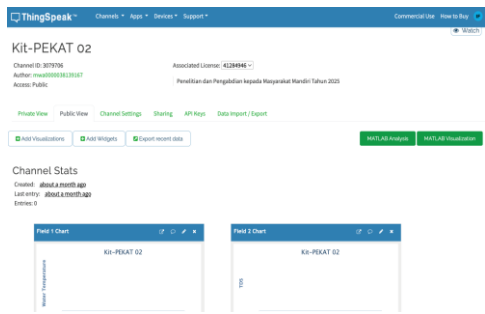 ThingSpeak™ Channels Apps Devices Support Commercial Use How to Buy
Watch
Kit-PEKAT 02
Channel ID: 3079706
Author: mwa0000038139167
Access: Public
Associated License: 41284946
Penelitian dan Pengabdian kepada Masyarakat Mandiri Tahun 2025
Private View Public View Channel Settings Sharing API Keys Data Import / Export
Add Visualizations Add Widgets Export recent data MATLAB Analysis MATLAB Visualization
Channel Stats
Created: about a month ago
Last entry: about a month ago
Entries: 0
Field 1 Chart
Kit-PEKAT 02
Water Temperature
Field 2 Chart
Kit-PEKAT 02
TDS